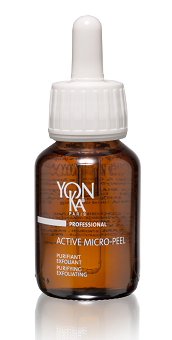 YON
KA
PARIS
PROFESSIONAL
ACTIVE MICRO-PEEL
PURIFIANT
EXFOLIANT
PURIFYING
EXFOLIATING